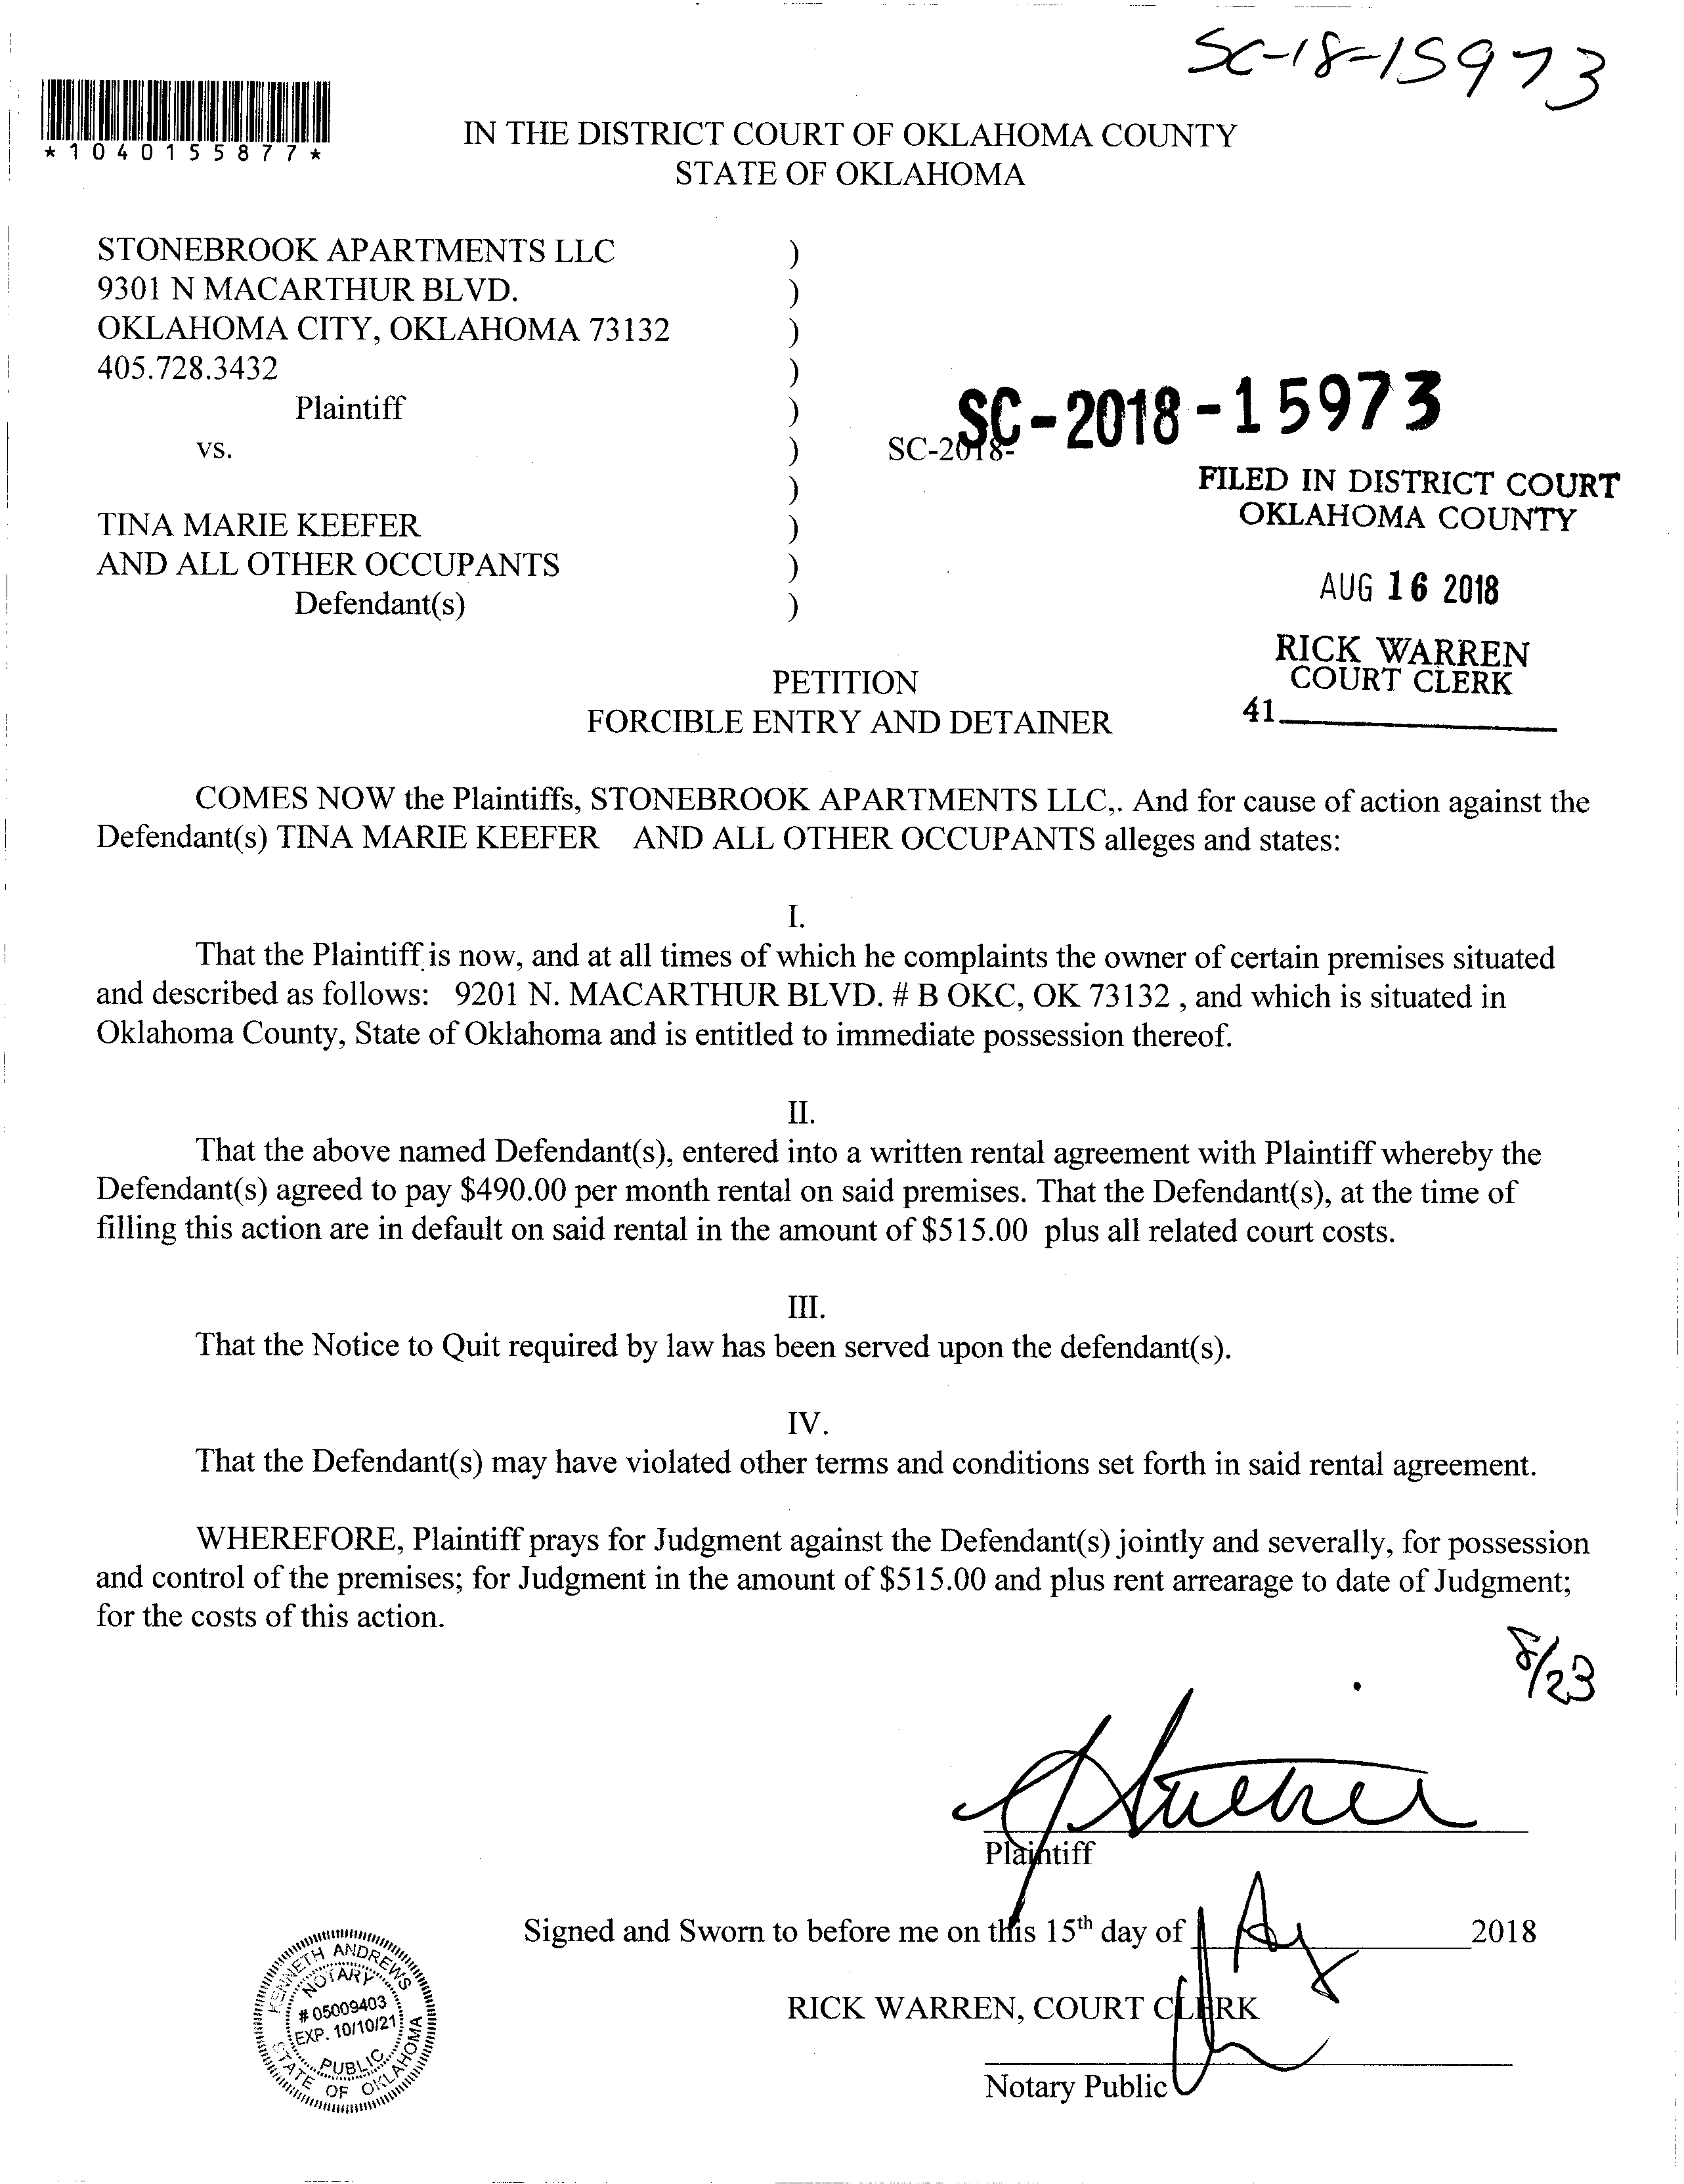 SC-18-15973
*1040155877*
IN THE DISTRICT COURT OF OKLAHOMA COUNTY
STATE OF OKLAHOMA
STONEBROOK APARTMENTS LLC )
9301 N MACARTHUR BLVD. )
OKLAHOMA CITY, OKLAHOMA 73132 )
405.728.3432 )
Plaintiff )
vs. ) SC-2018-
SC-2018-15973
)
TINA MARIE KEEFER )
AND ALL OTHER OCCUPANTS )
Defendant(s) )
FILED IN DISTRICT COURT
OKLAHOMA COUNTY
AUG 16 2018
RICK WARREN
COURT CLERK
41
PETITION
FORCIBLE ENTRY AND DETAINER
COMES NOW the Plaintiffs, STONEBROOK APARTMENTS LLC,. And for cause of action against the
Defendant(s) TINA MARIE KEEFER AND ALL OTHER OCCUPANTS alleges and states:
I.
That the Plaintiff is now, and at all times of which he complaints the owner of certain premises situated
and described as follows: 9201 N. MACARTHUR BLVD. # B OKC, OK 73132 , and which is situated in
Oklahoma County, State of Oklahoma and is entitled to immediate possession thereof.
II.
That the above named Defendant(s), entered into a written rental agreement with Plaintiff whereby the
Defendant(s) agreed to pay $490.00 per month rental on said premises. That the Defendant(s), at the time of
filling this action are in default on said rental in the amount of $515.00 plus all related court costs.
III.
That the Notice to Quit required by law has been served upon the defendant(s).
IV.
That the Defendant(s) may have violated other terms and conditions set forth in said rental agreement.
WHEREFORE, Plaintiff prays for Judgment against the Defendant(s) jointly and severally, for possession
and control of the premises; for Judgment in the amount of $515.00 and plus rent arrearage to date of Judgment;
for the costs of this action.
8/23
Plaintiff
Signed and Sworn to before me on this 15th day of 2018
RICK WARREN, COURT CLERK
Notary Public
KENNETH ANDREWS
NOTARY
# 05009403
EXP. 10/10/21
PUBLIC
STATE OF OKLAHOMA